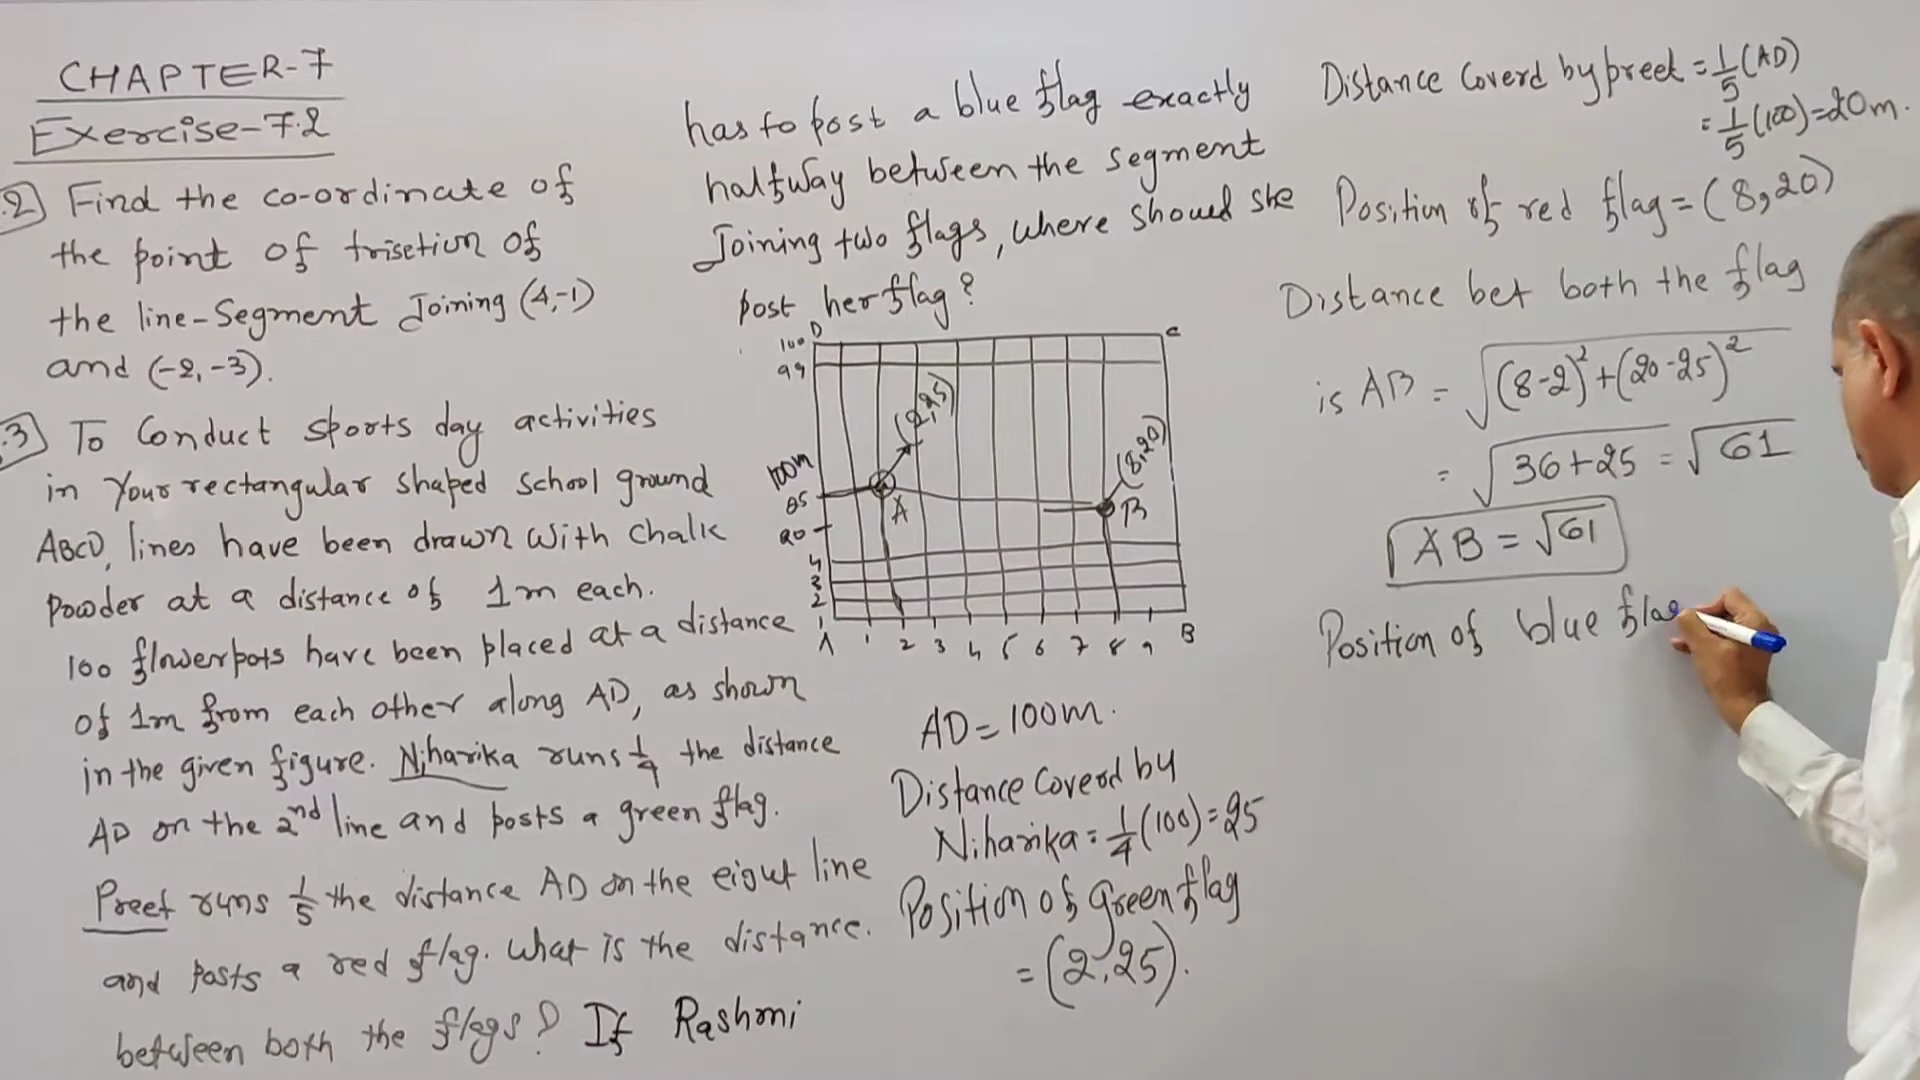 CHAPTER-7
Exercise-7.2
.2) Find the co-ordinate of
the point of trisetion of
the line-Segment Joining (4,-1)
and (-2,-3).
.3) To Conduct sports day activities
in Your rectangular shaped school ground
ABCD, lines have been drawn with chalk
Powder at a distance of 1m each.
100 flowerpots have been placed at a distance
of 1m from each other along AD, as shown
in the given figure. Niharika runs 1/4 the distance
AD on the 2nd line and posts a green flag.
Preet runs 1/5 the distance AD on the eigut line
and posts a red flag. What is the distance.
between both the flags? If Rashmi
has to post a blue flag exactly
halfway between the segment
Joining two flags, where should she
post her flag?
100 D C
99
(2,25)
(8,20)
100m
25 A B
20
4
3
2
1
A 1 2 3 4 5 6 7 8 9 B
AD = 100m.
Distance Coverd by
Niharika = 1/4 (100) = 25
Position of Green flag
= (2,25).
Distance Coverd by preet = 1/5 (AD)
= 1/5 (100) = 20m.
Position of red flag = (8,20)
Distance bet both the flag
is AB = √(8-2)²+(20-25)²
= √36+25 = √61
AB = √61
Position of blue flag